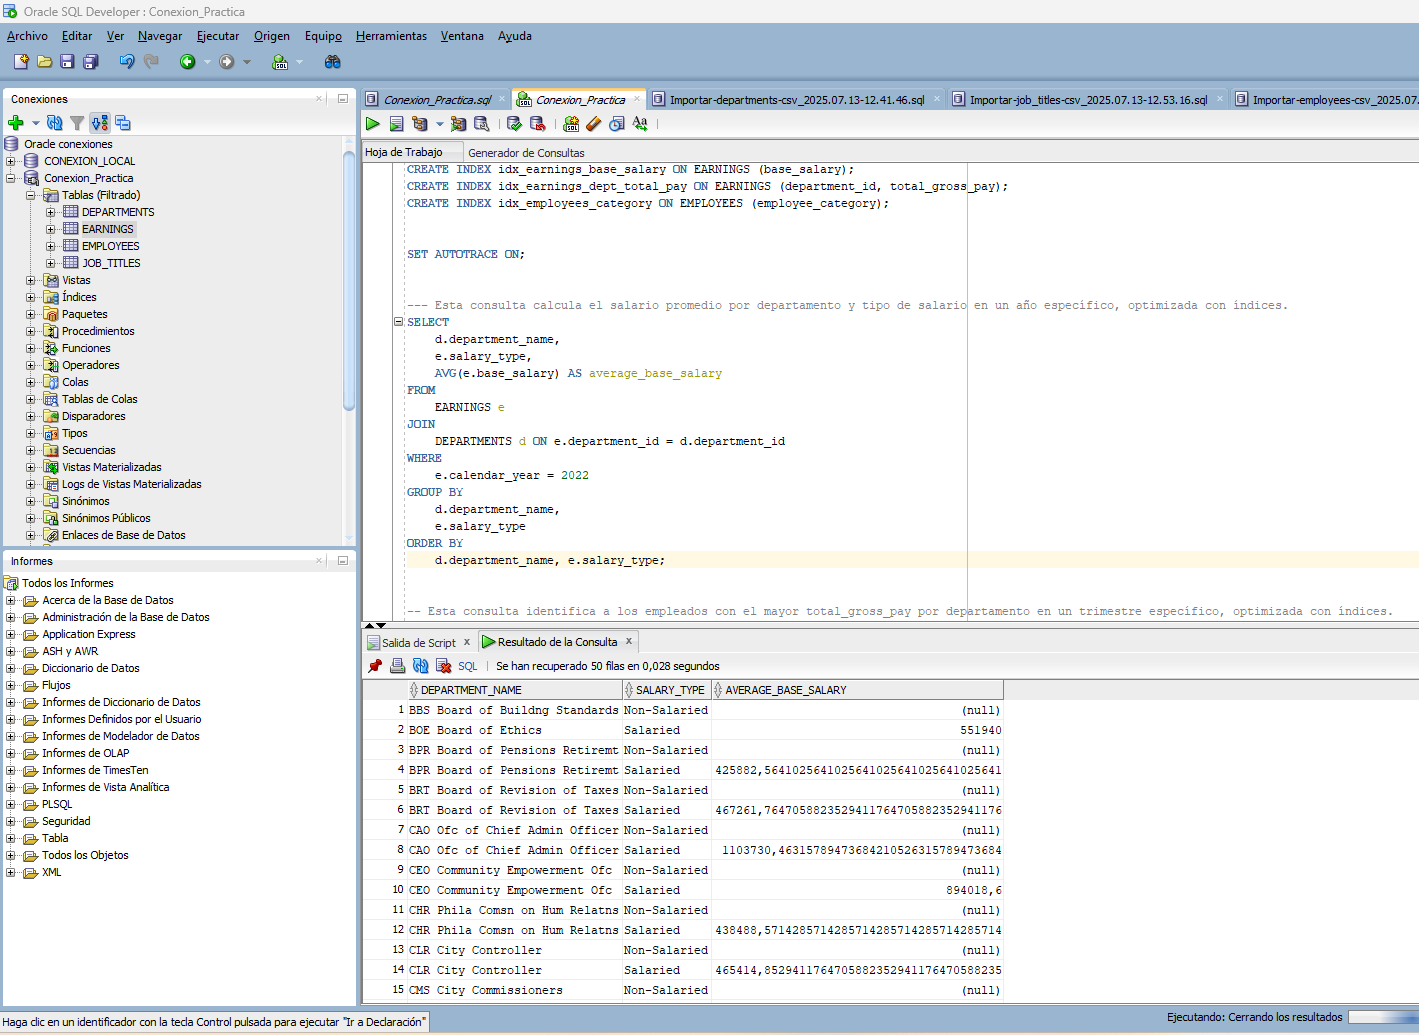 Oracle SQL Developer : Conexion_Practica
Archivo Editar Ver Navegar Ejecutar Origen Equipo Herramientas Ventana Ayuda
Conexiones
Oracle conexiones
CONEXION_LOCAL
Conexion_Practica
Tablas (Filtrado)
DEPARTMENTS
EARNINGS
EMPLOYEES
JOB_TITLES
Vistas
Índices
Paquetes
Procedimientos
Funciones
Operadores
Colas
Tablas de Colas
Disparadores
Tipos
Secuencias
Vistas Materializadas
Logs de Vistas Materializadas
Sinónimos
Sinónimos Públicos
Enlaces de Base de Datos
Informes
Todos los Informes
Acerca de la Base de Datos
Administración de la Base de Datos
Application Express
ASH y AWR
Diccionario de Datos
Flujos
Informes de Diccionario de Datos
Informes Definidos por el Usuario
Informes de Modelador de Datos
Informes de OLAP
Informes de TimesTen
Informes de Vista Analítica
PLSQL
Seguridad
Tabla
Todos los Objetos
XML
Conexion_Practica.sql Conexion_Practica Importar-departments-csv_2025.07.13-12.41.46.sql Importar-job_titles-csv_2025.07.13-12.53.16.sql Importar-employees-csv_2025.07
Hoja de Trabajo Generador de Consultas
CREATE INDEX idx_earnings_base_salary ON EARNINGS (base_salary);
CREATE INDEX idx_earnings_dept_total_pay ON EARNINGS (department_id, total_gross_pay);
CREATE INDEX idx_employees_category ON EMPLOYEES (employee_category);
SET AUTOTRACE ON;
--- Esta consulta calcula el salario promedio por departamento y tipo de salario en un año específico, optimizada con índices.
SELECT
d.department_name,
e.salary_type,
AVG(e.base_salary) AS average_base_salary
FROM
EARNINGS e
JOIN
DEPARTMENTS d ON e.department_id = d.department_id
WHERE
e.calendar_year = 2022
GROUP BY
d.department_name,
e.salary_type
ORDER BY
d.department_name, e.salary_type;
-- Esta consulta identifica a los empleados con el mayor total_gross_pay por departamento en un trimestre específico, optimizada con índices.
Salida de Script Resultado de la Consulta
SQL Se han recuperado 50 filas en 0,028 segundos
DEPARTMENT_NAME SALARY_TYPE AVERAGE_BASE_SALARY
1 BBS Board of Buildng Standards Non-Salaried (null)
2 BOE Board of Ethics Salaried 551940
3 BPR Board of Pensions Retiremt Non-Salaried (null)
4 BPR Board of Pensions Retiremt Salaried 425882,564102564102564102564102564102564
5 BRT Board of Revision of Taxes Non-Salaried (null)
6 BRT Board of Revision of Taxes Salaried 467261,764705882352941176470588235294117​6
7 CAO Ofc of Chief Admin Officer Non-Salaried (null)
8 CAO Ofc of Chief Admin Officer Salaried 1103730,46315789473684210526315789473684
9 CEO Community Empowerment Ofc Non-Salaried (null)
10 CEO Community Empowerment Ofc Salaried 894018,6
11 CHR Phila Comsn on Hum Relatns Non-Salaried (null)
12 CHR Phila Comsn on Hum Relatns Salaried 438488,571428571428571428571428571428571​4
13 CLR City Controller Non-Salaried (null)
14 CLR City Controller Salaried 465414,852941176470588235294117647058823​5
15 CMS City Commissioners Non-Salaried (null)
Haga clic en un identificador con la tecla Control pulsada para ejecutar "Ir a Declaración"
Ejecutando: Cerrando los resultados